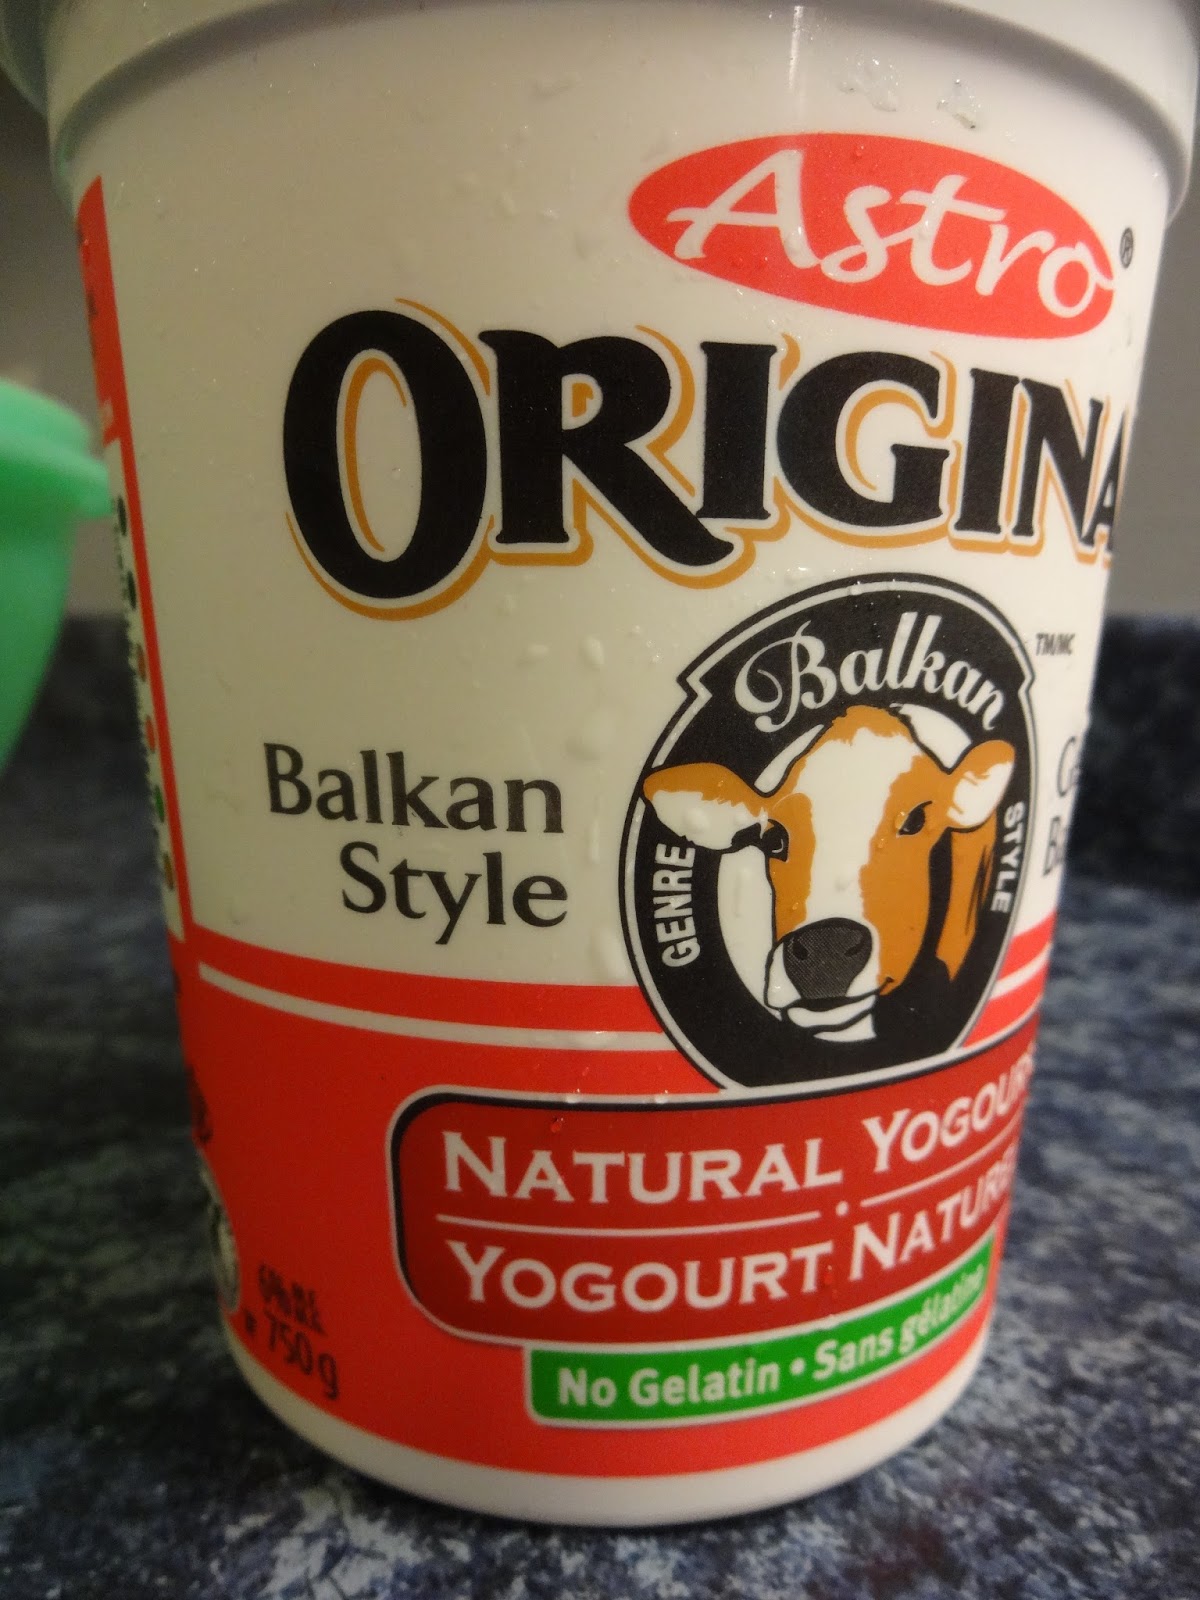 Astro®
ORIGINA
Balkan
TM/MC
Balkan
Style
GENRE
STYLE
NATURAL YOGOUR
YOGOURT NATURE
750 g
No Gelatin • Sans gélatine